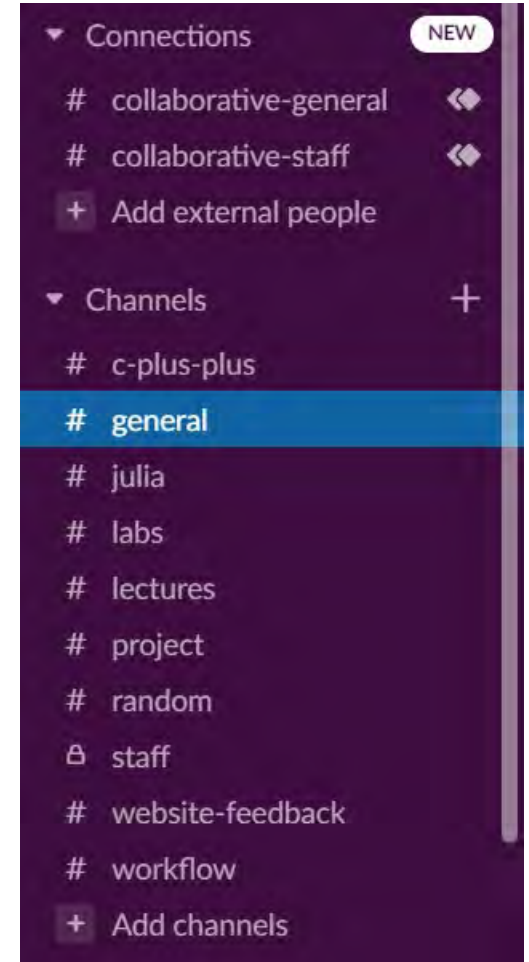 Connections NEW
# collaborative-general
# collaborative-staff
+ Add external people
Channels +
# c-plus-plus
# general
# julia
# labs
# lectures
# project
# random
staff
# website-feedback
# workflow
+ Add channels